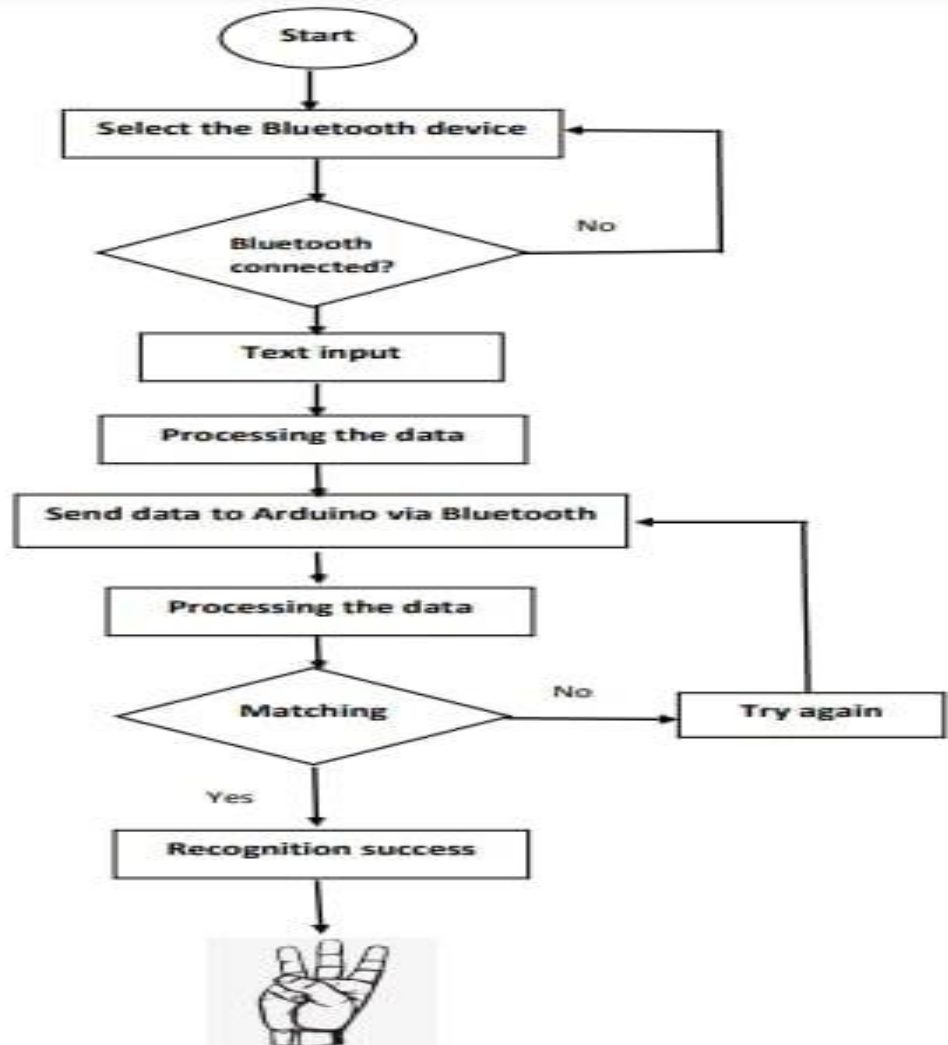 Start
Select the Bluetooth device
No
Bluetooth
connected?
Text input
Processing the data
Send data to Arduino via Bluetooth
Processing the data
No
Matching
Try again
Yes
Recognition success